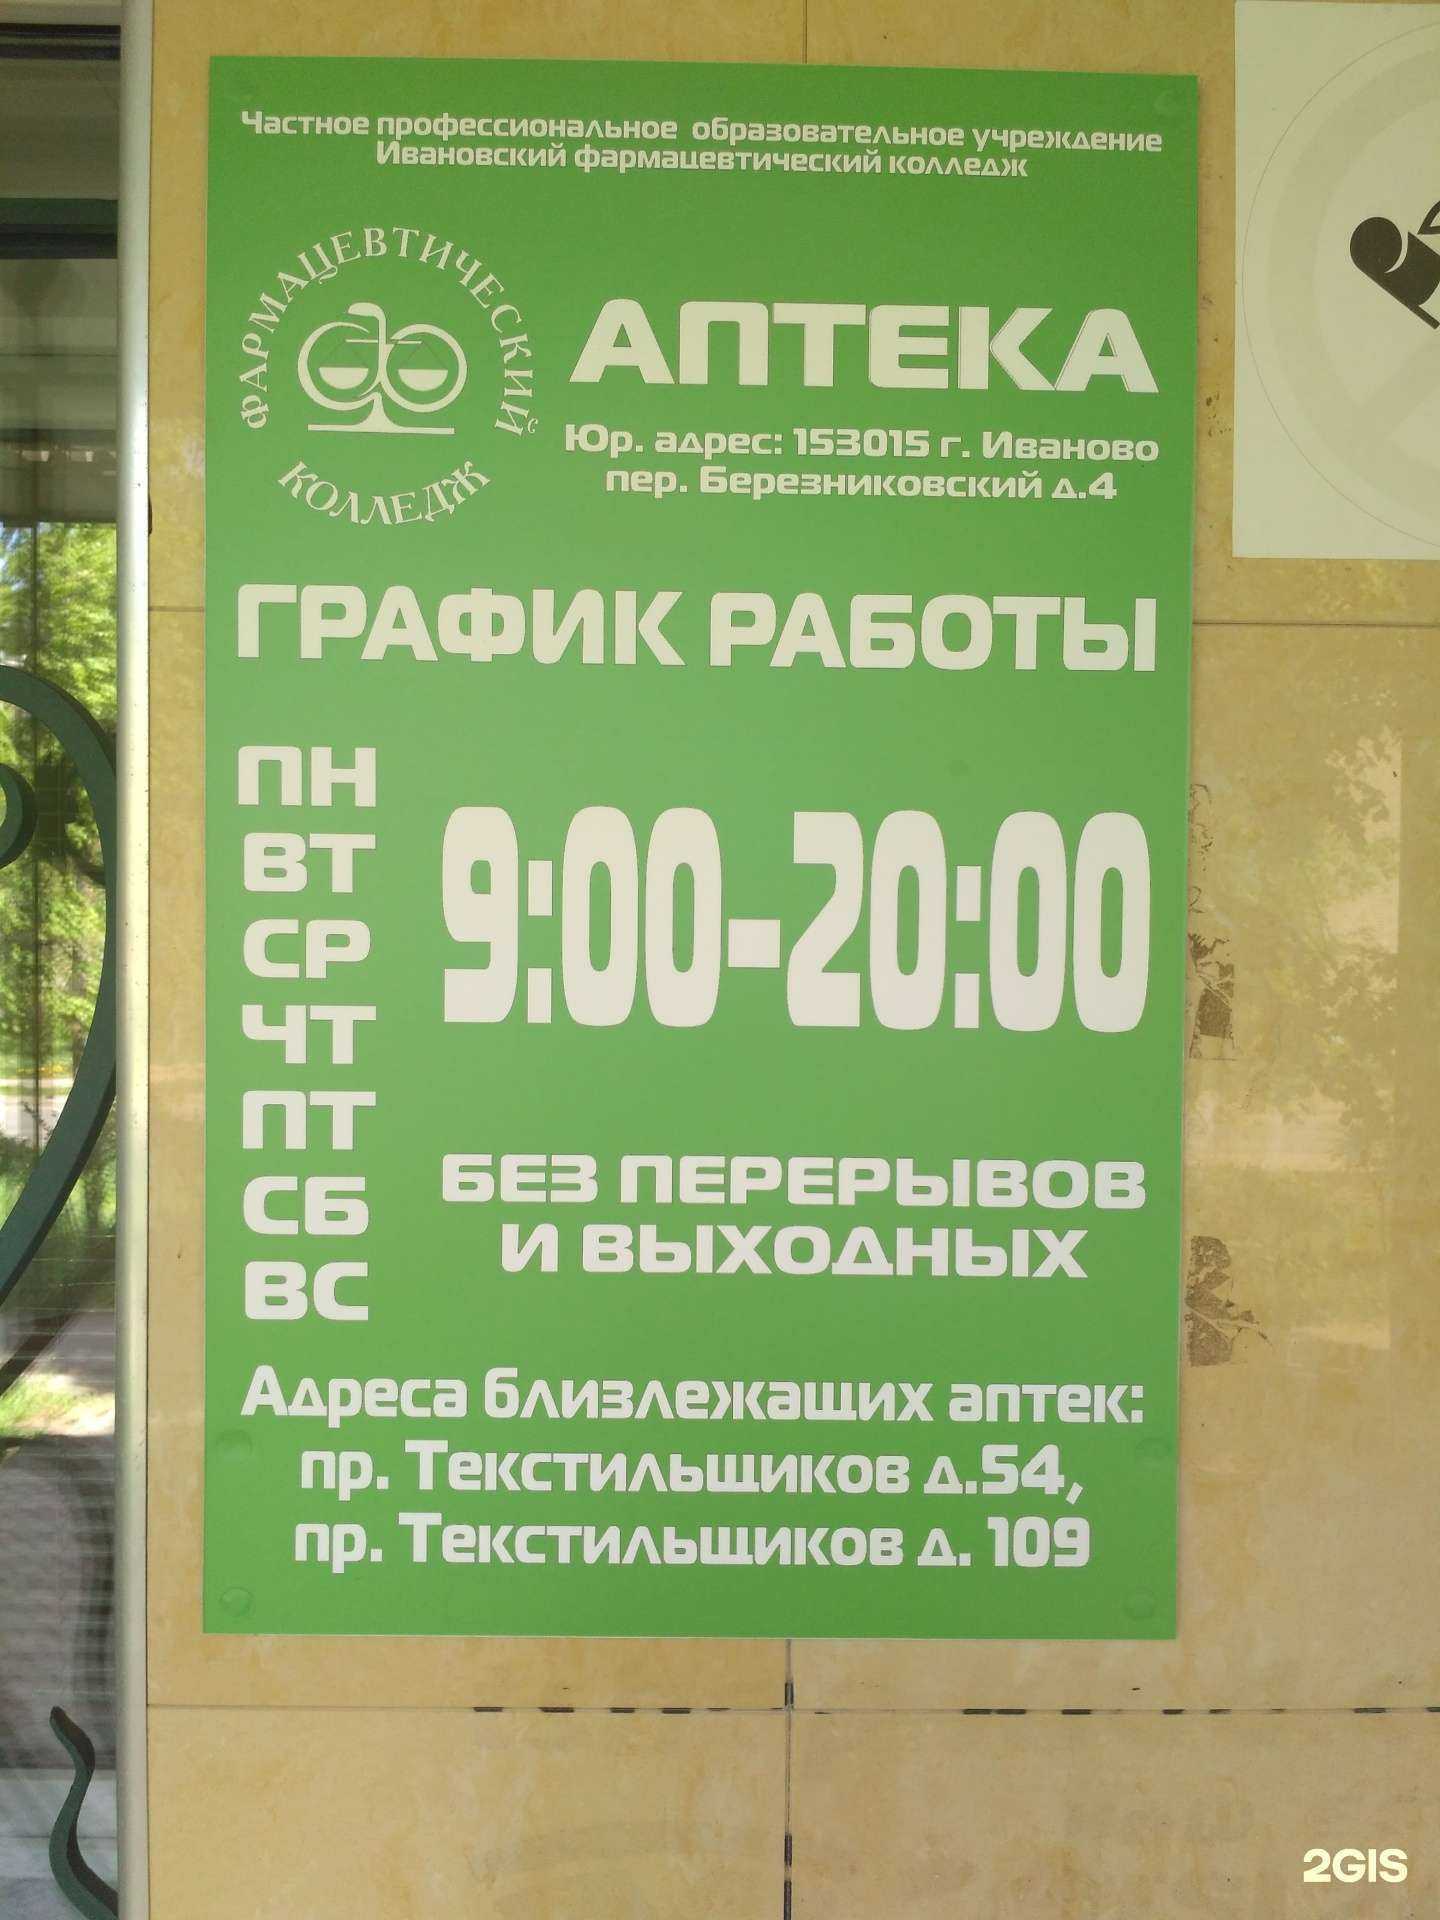 Частное профессиональное образовательное учреждение
Ивановский фармацевтический колледж
ФАРМАЦЕВТИЧЕСКИЙ
КОЛЛЕДЖ
АПТЕКА
Юр. адрес: 153015 г. Иваново
пер. Березниковский д.4
ГРАФИК РАБОТЫ
ПН
ВТ
СР
ЧТ
ПТ
СБ
ВС
9:00-20:00
БЕЗ ПЕРЕРЫВОВ
И ВЫХОДНЫХ
Адреса близлежащих аптек:
пр. Текстильщиков д.54,
пр. Текстильщиков д. 109
2GIS